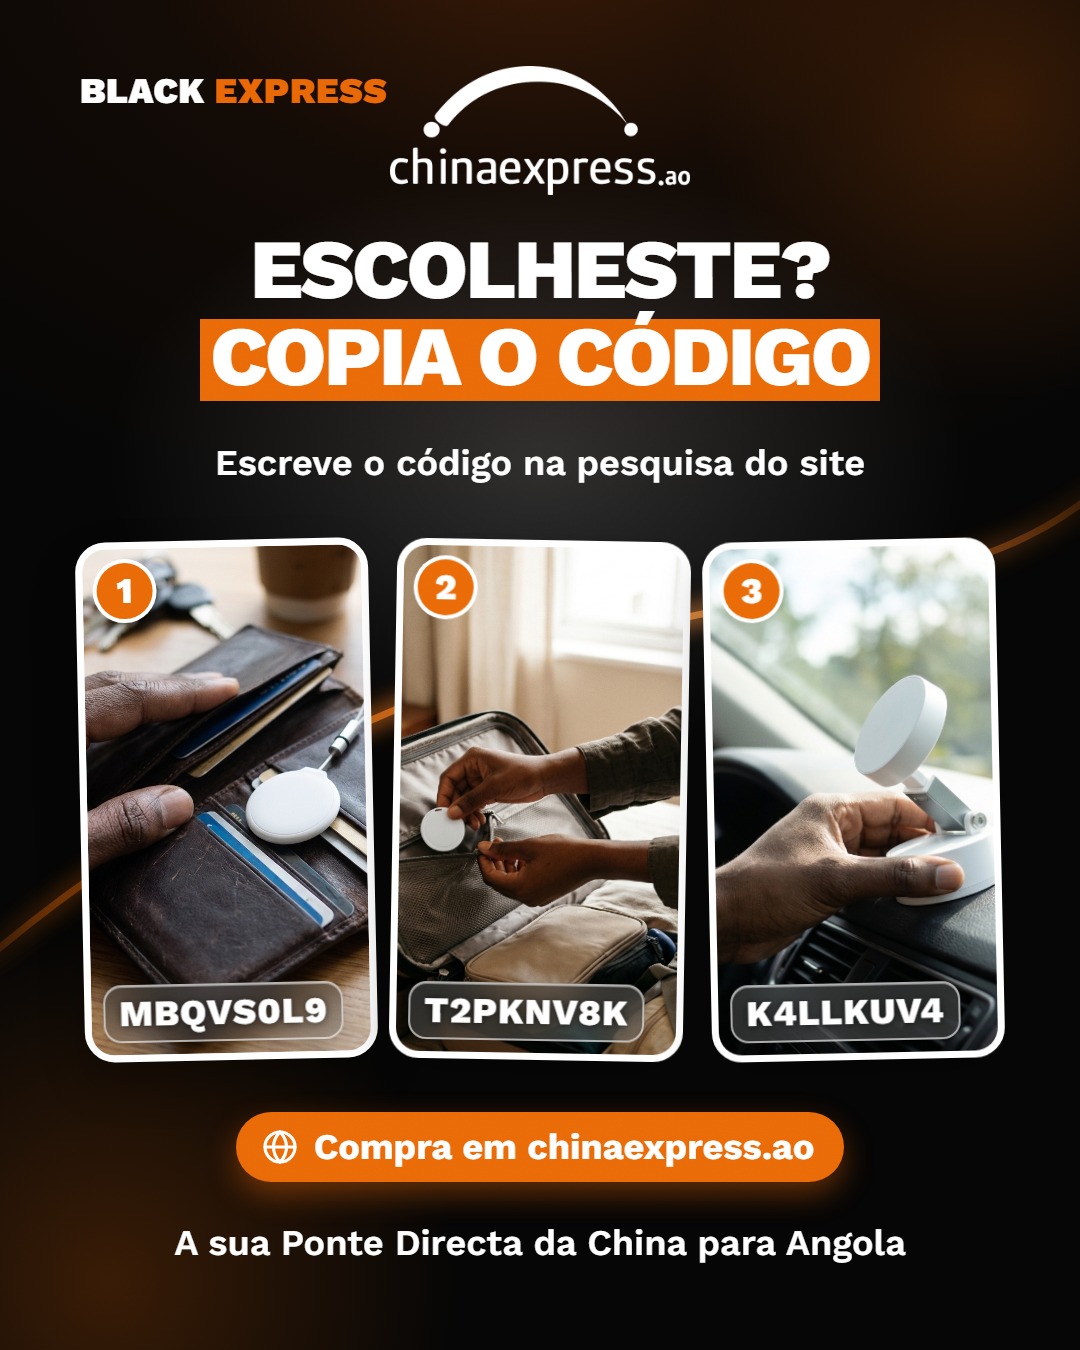 BLACK EXPRESS
chinaexpress.ao
ESCOLHESTE?
COPIA O CÓDIGO
Escreve o código na pesquisa do site
1
2
3
MBQVS0L9
T2PKNV8K
K4LLKUV4
Compra em chinaexpress.ao
A sua Ponte Directa da China para Angola